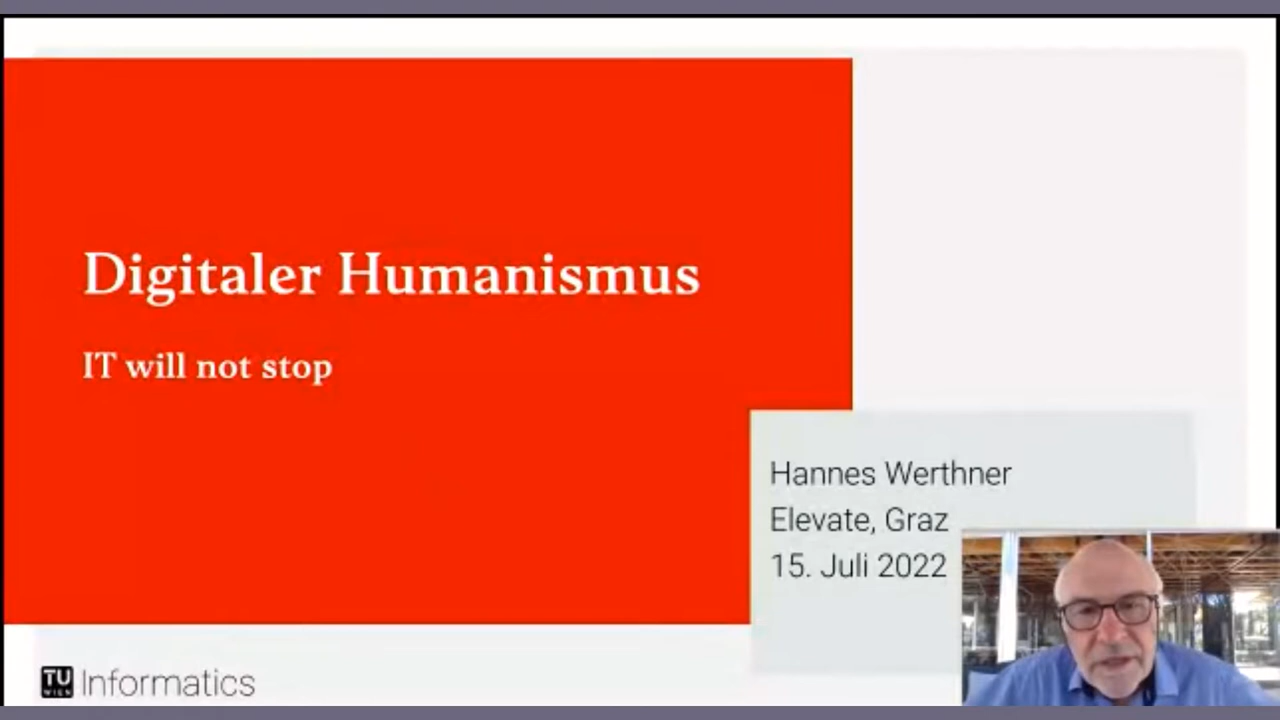 Digitaler Humanismus
IT will not stop
Hannes Werthner
Elevate, Graz
15. Juli 2022
TU WIEN Informatics